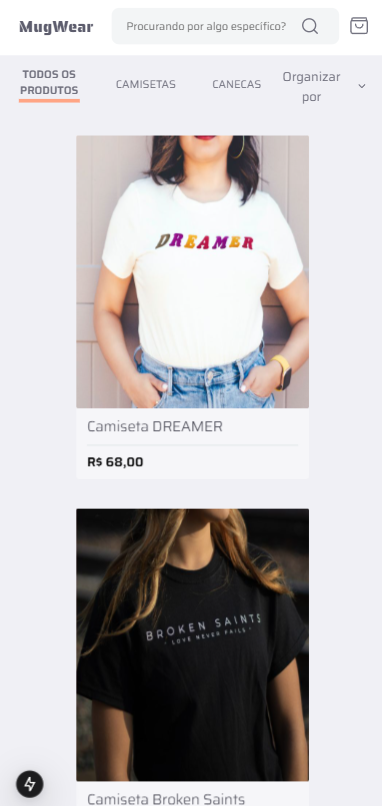 MugWear
Procurando por algo específico?
TODOS OS
PRODUTOS
CAMISETAS
CANECAS
Organizar
por
DREAMER
Camiseta DREAMER
R$ 68,00
BROKEN SAINTS
"LOVE NEVER FAILS"
Camiseta Broken Saints